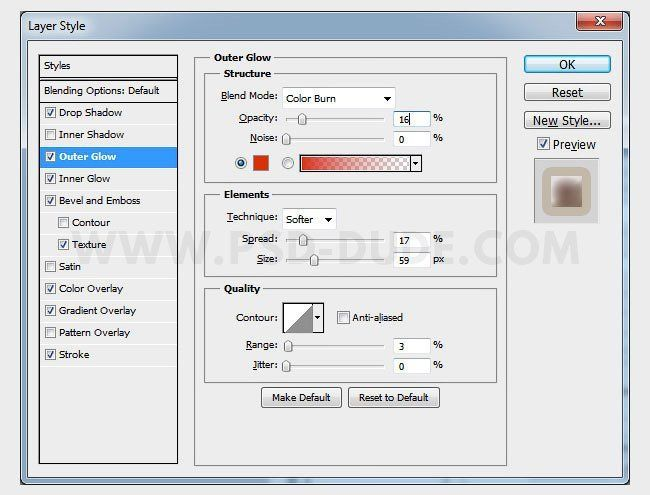 Layer Style
Styles
Blending Options: Default
Drop Shadow
Inner Shadow
Outer Glow
Inner Glow
Bevel and Emboss
Contour
Texture
Satin
Color Overlay
Gradient Overlay
Pattern Overlay
Stroke
Outer Glow
Structure
Blend Mode: Color Burn
Opacity: 16 %
Noise: 0 %
Elements
Technique: Softer
Spread: 17 %
Size: 59 px
Quality
Contour: Anti-aliased
Range: 3 %
Jitter: 0 %
Make Default Reset to Default
OK
Reset
New Style...
Preview
WWW.PSD-DUDE.COM